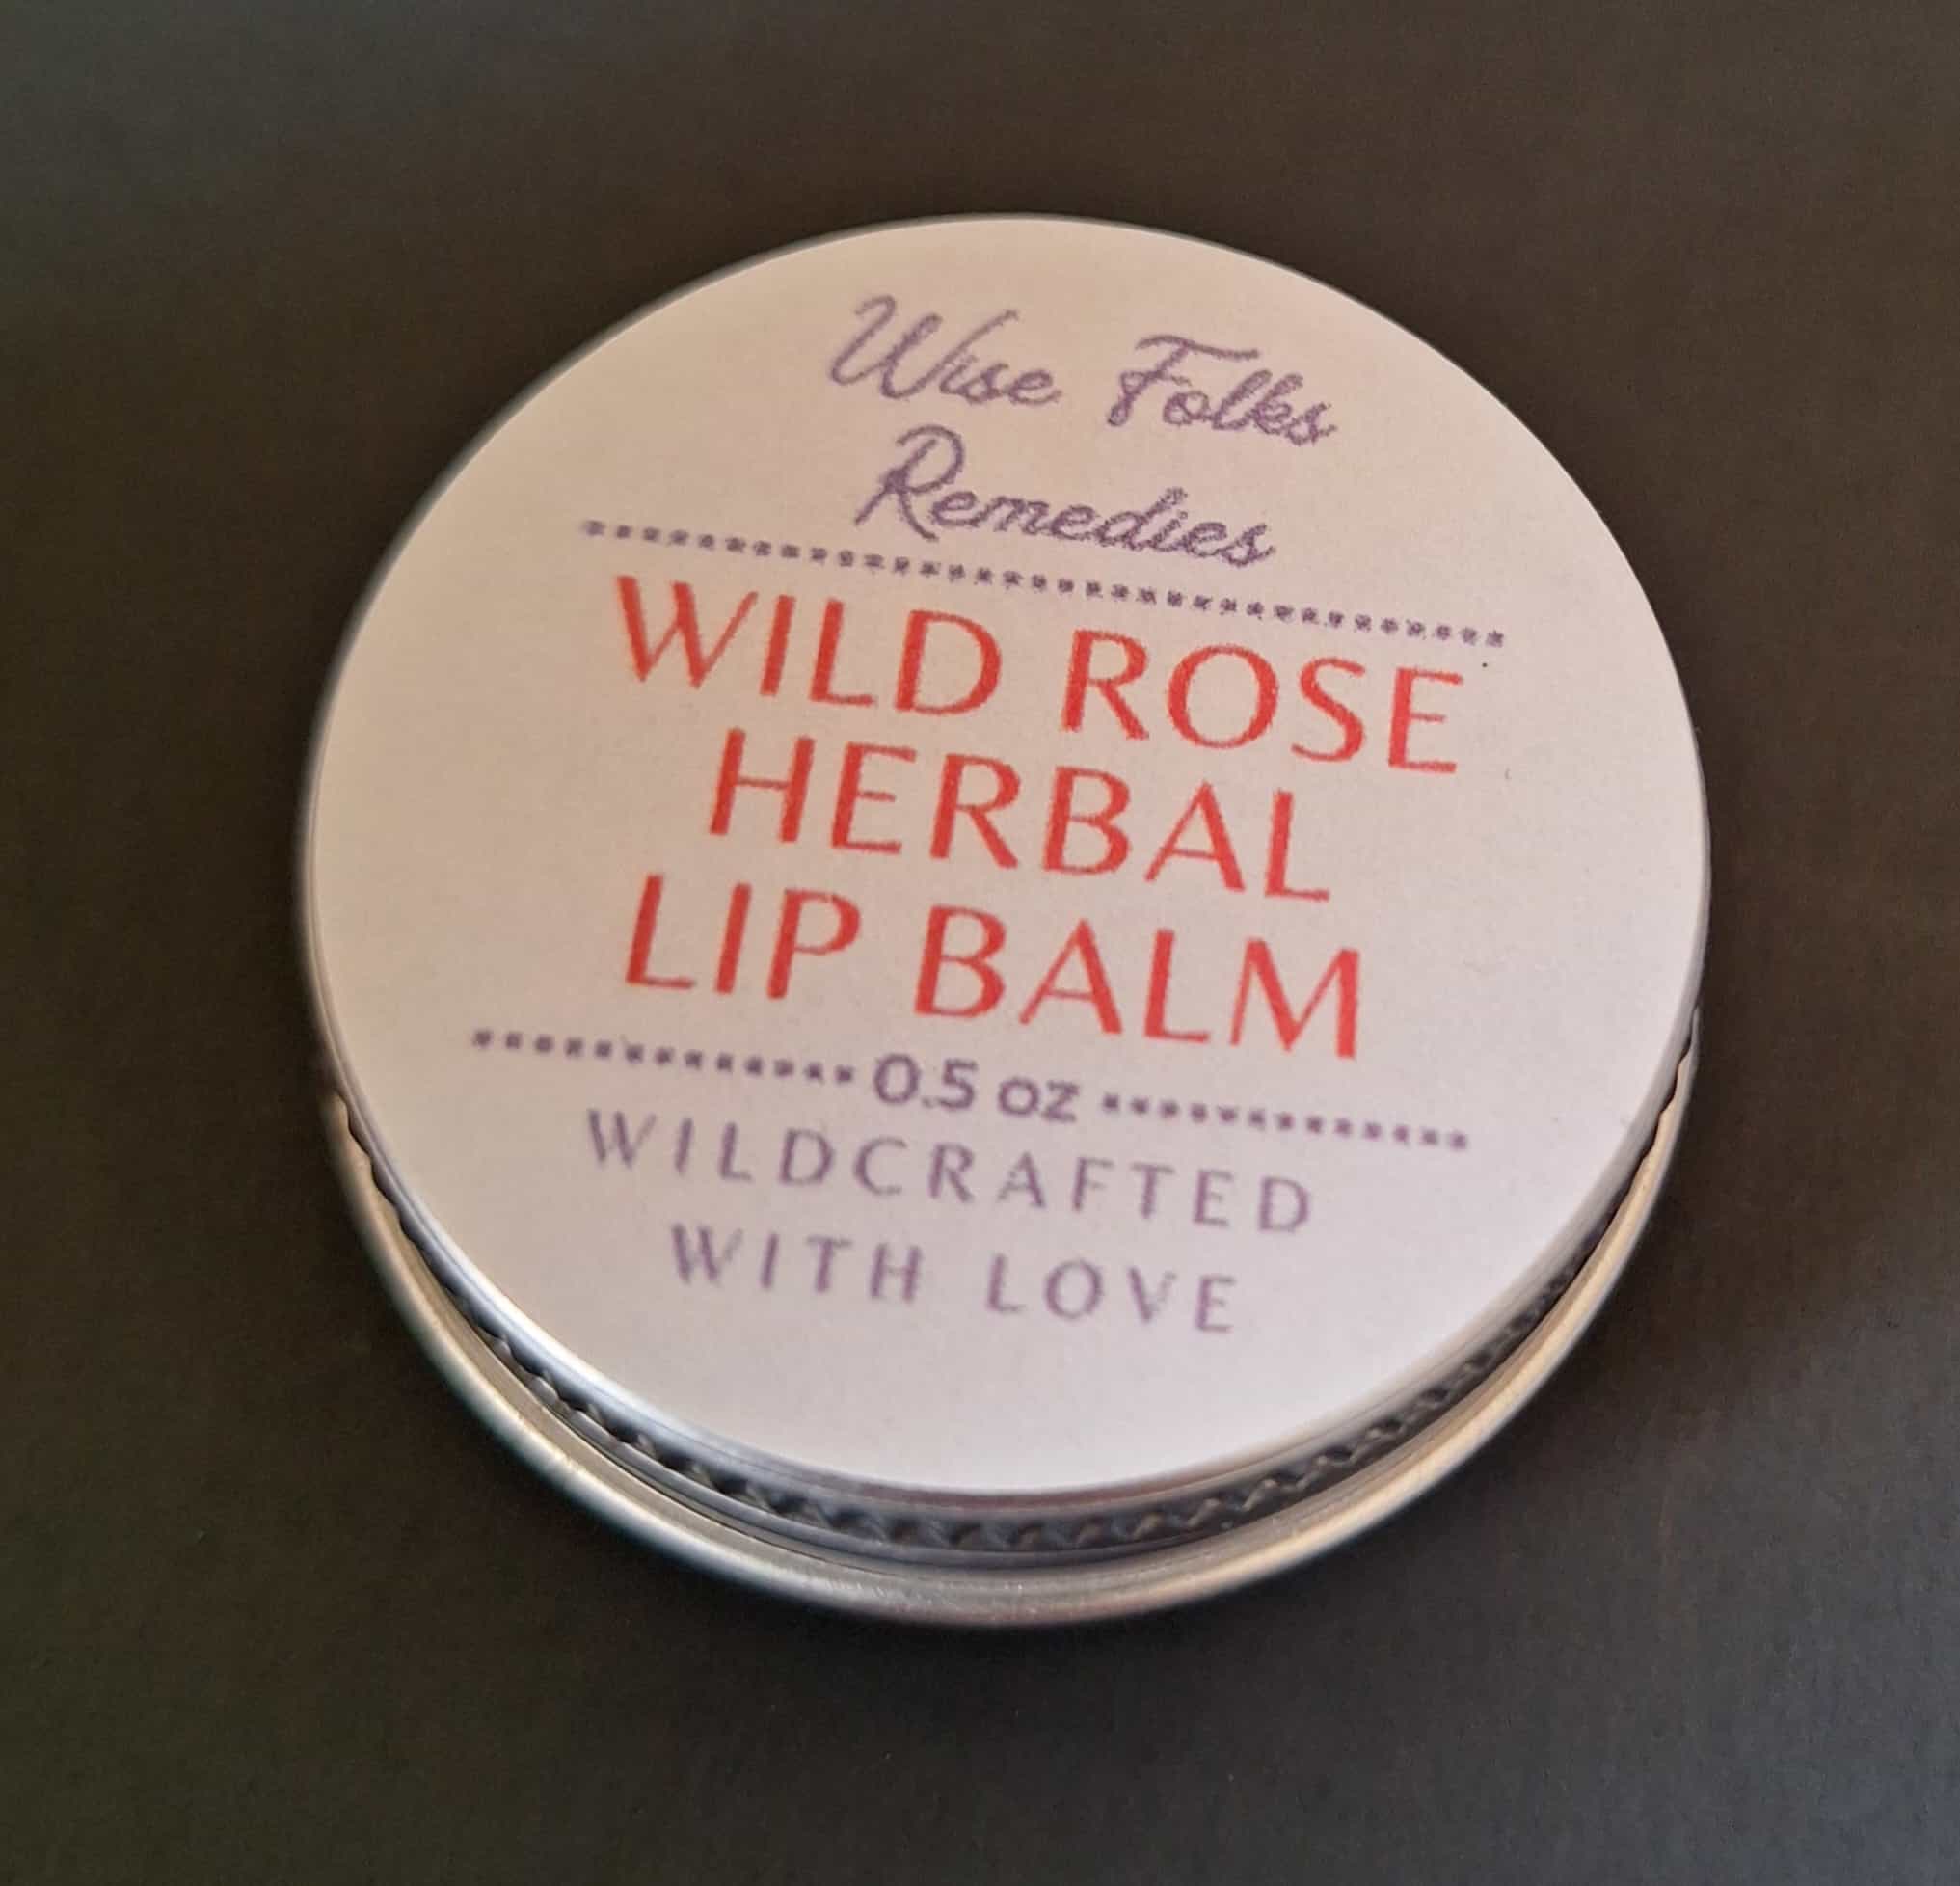 Wise Folks
Remedies
WILD ROSE
HERBAL
LIP BALM
0.5 oz
WILDCRAFTED
WITH LOVE